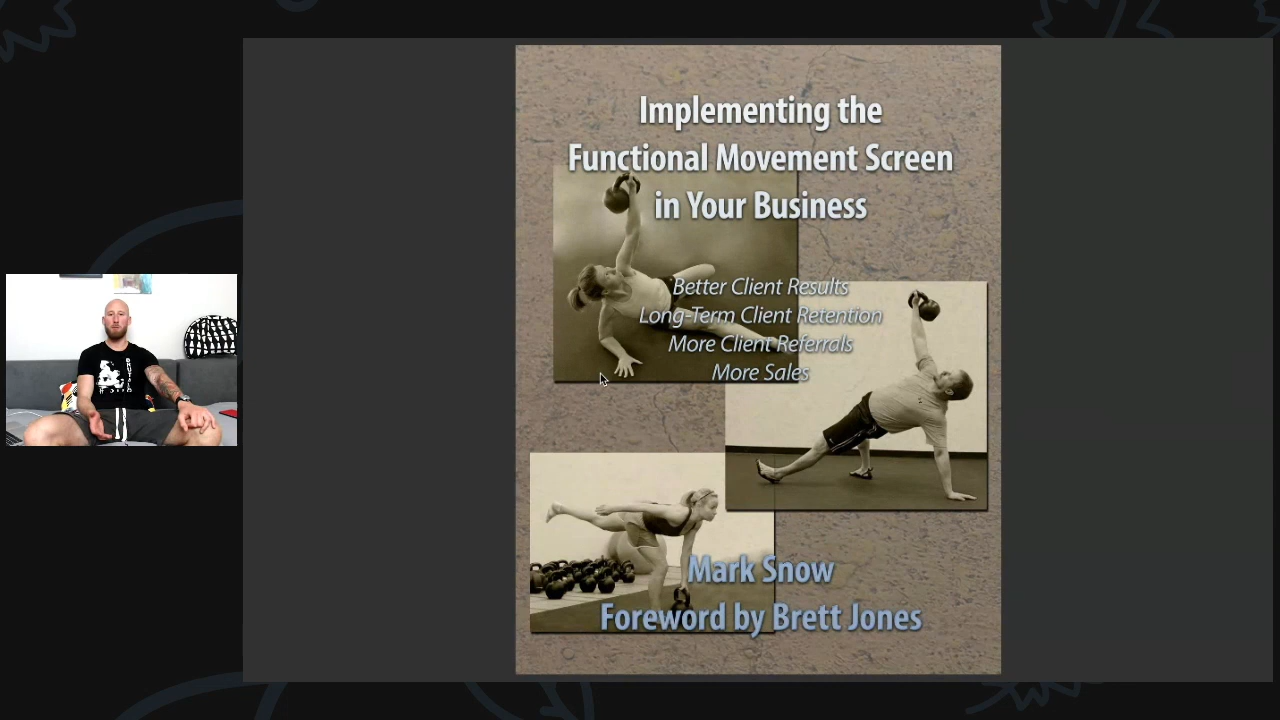 Implementing the
Functional Movement Screen
in Your Business
Better Client Results
Long-Term Client Retention
More Client Referrals
More Sales
Mark Snow
Foreword by Brett Jones